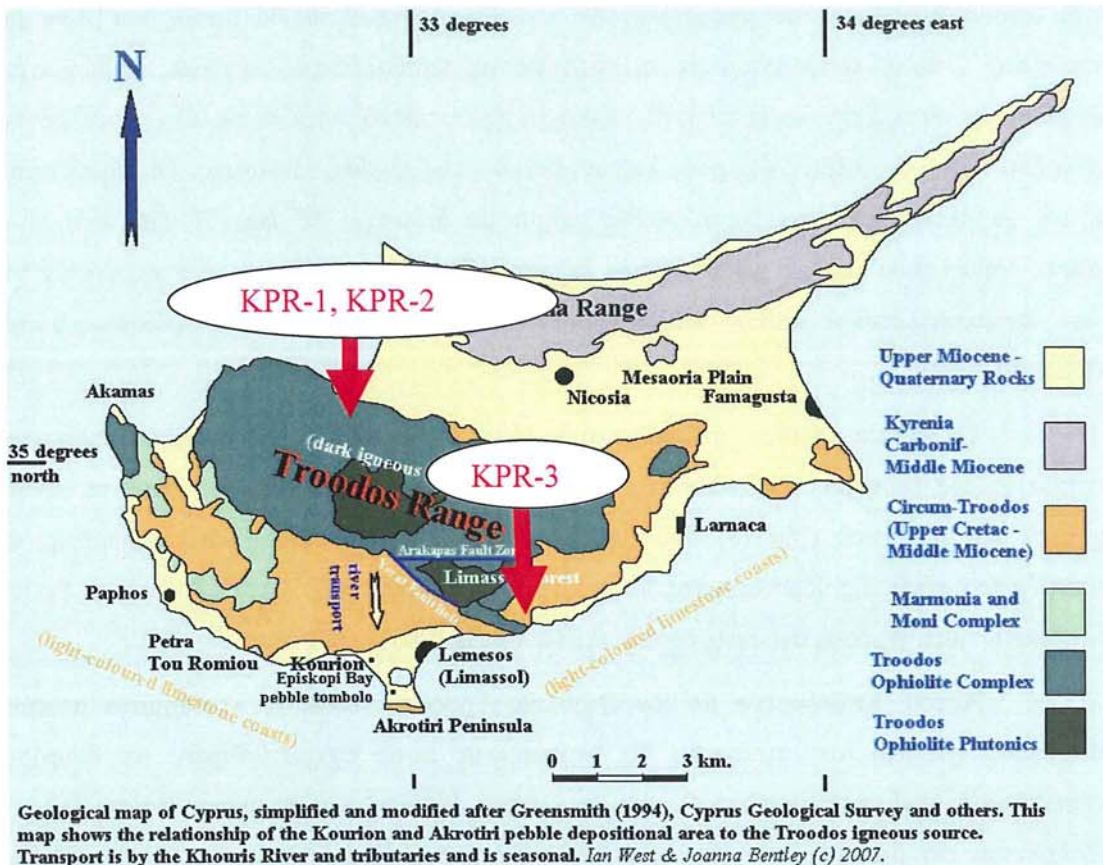 33 degrees
34 degrees east
N
KPR-1, KPR-2
Range
Upper Miocene -
Quaternary Rocks
Mesaoria Plain
Nicosia
Famagusta
Akamas
Kyrenia
Carbonif-
Middle Miocene
35 degrees
north
(dark igneous
Troodos Range
KPR-3
Circum-Troodos
(Upper Cretac -
Middle Miocene)
Larnaca
Arakapas Fault
Limassol
river
transport
Marmonia and
Moni Complex
Paphos
(light-coloured limestone coasts)
(light-coloured limestone coasts)
Petra
Tou Romiou
Kourion
Episkopi Bay
pebble tombolo
Lemesos
(Limassol)
Troodos
Ophiolite Complex
Akrotiri Peninsula
Troodos
Ophiolite Plutonics
0 1 2 3 km.
Geological map of Cyprus, simplified and modified after Greensmith (1994), Cyprus Geological Survey and others. This
map shows the relationship of the Kourion and Akrotiri pebble depositional area to the Troodos igneous source.
Transport is by the Khouris River and tributaries and is seasonal. Ian West & Joanna Bentley (c) 2007.